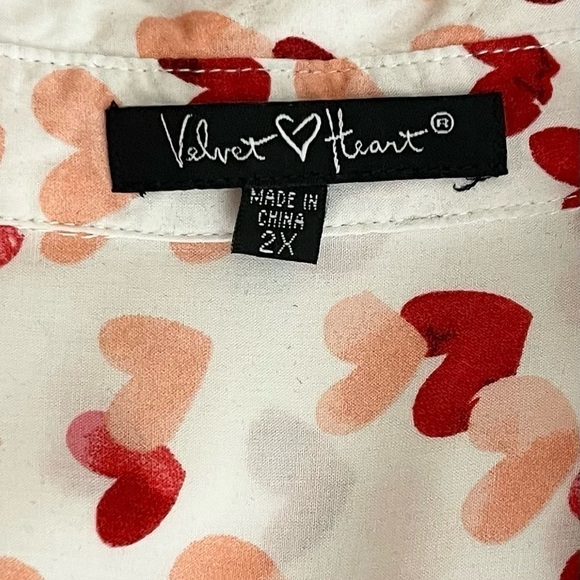 Velvet ♡ Heart®
MADE IN
CHINA
2X